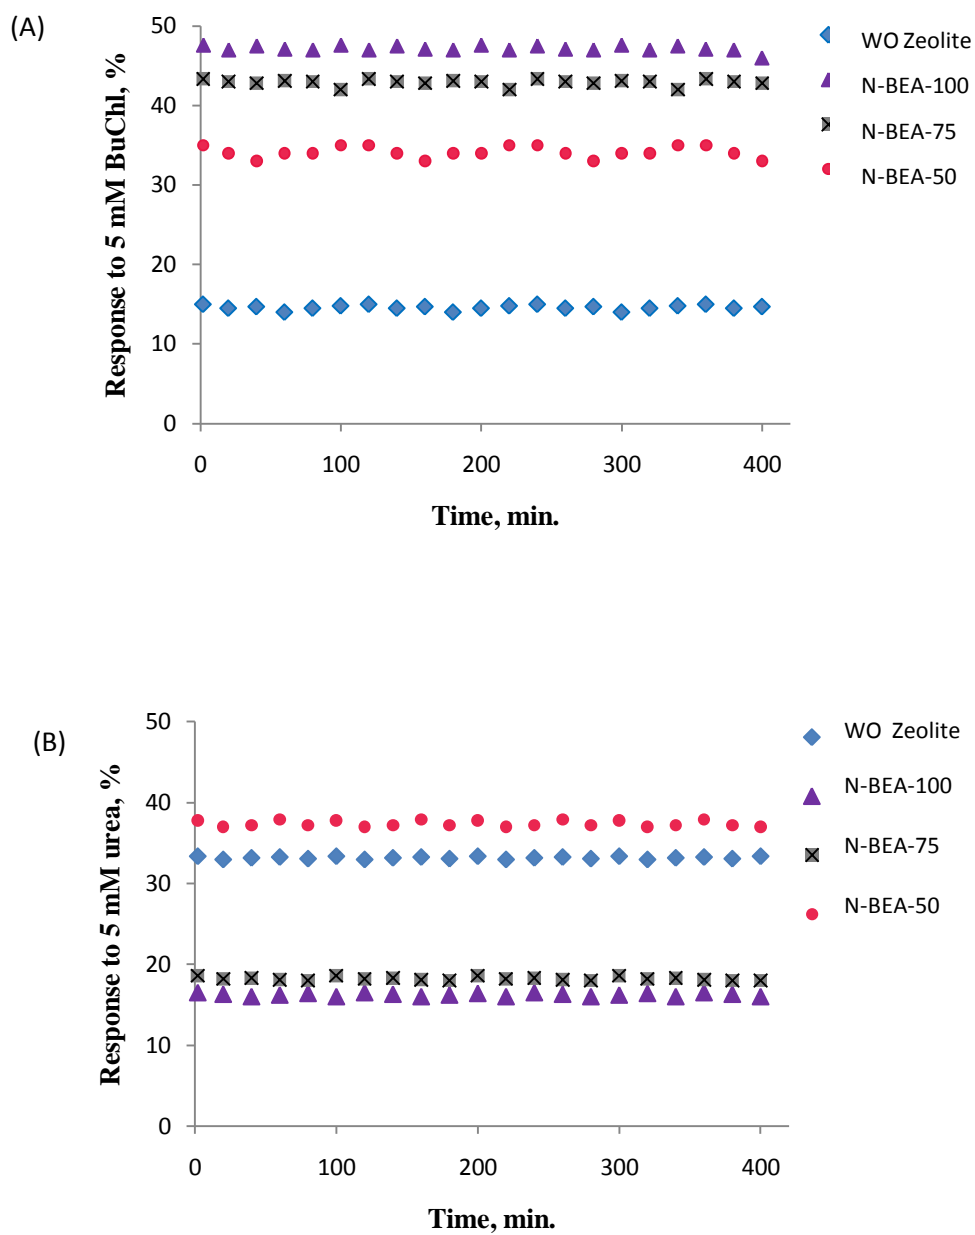 (A)
Response to 5 mM BuChl, %
50
40
30
20
10
0
0 100 200 300 400
Time, min.
WO Zeolite
N-BEA-100
N-BEA-75
N-BEA-50
(B)
Response to 5 mM urea, %
50
40
30
20
10
0
0 100 200 300 400
Time, min.
WO Zeolite
N-BEA-100
N-BEA-75
N-BEA-50